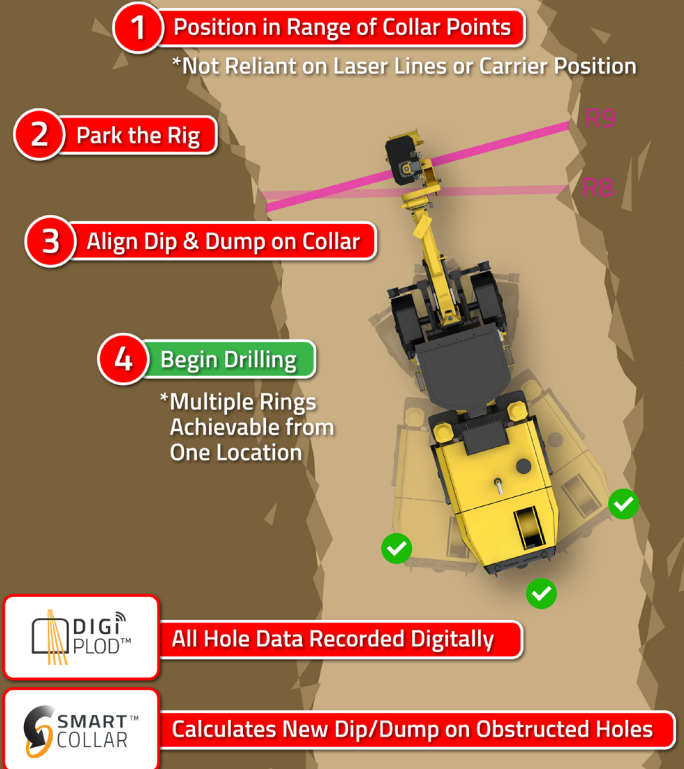 1 Position in Range of Collar Points
*Not Reliant on Laser Lines or Carrier Position
R9
2 Park the Rig
R8
3 Align Dip & Dump on Collar
4 Begin Drilling
*Multiple Rings
Achievable from
One Location
DIGI
PLOD™
All Hole Data Recorded Digitally
SMART™
COLLAR
Calculates New Dip/Dump on Obstructed Holes